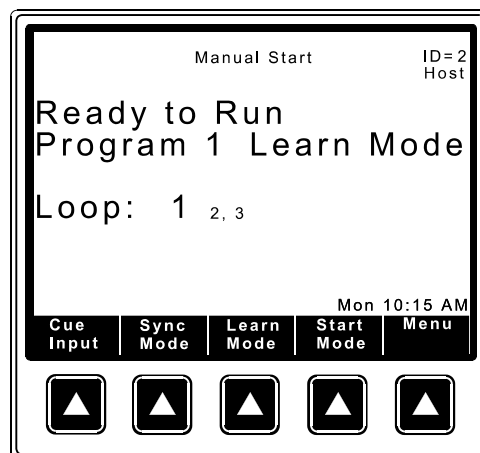 Manual Start
ID=2
Host
Ready to Run
Program 1 Learn Mode
Loop: 1 2, 3
Mon 10:15 AM
Cue Input
Sync Mode
Learn Mode
Start Mode
Menu